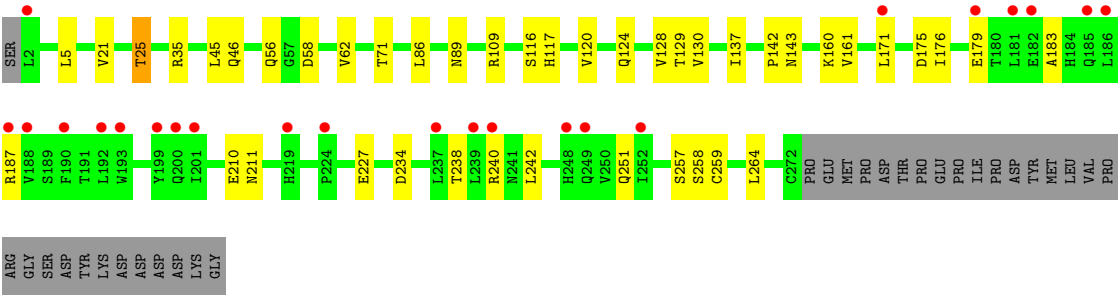 SER L2 L5 V21 T25 R35 L45 Q46 Q56 G57 D58 V62 T71 L86 N89 R109 S116 H117 V120 Q124 V128 T129 V130 I137 P142 N143 K160 V161 L171 D175 I176 E179 T180 L181 E182 A183 H184 Q185 L186
R187 V188 S189 F190 T191 L192 W193 Y199 Q200 I201 E210 N211 H219 P224 E227 D234 L237 T238 L239 R240 N241 L242 H248 Q249 V250 Q251 I252 S257 S258 C259 L264 C272 PRO GLU MET PRO ASP THR PRO GLU PRO ILE PRO ASP TYR MET LEU VAL PRO
ARG GLY SER ASP TYR LYS ASP ASP ASP ASP LYS GLY